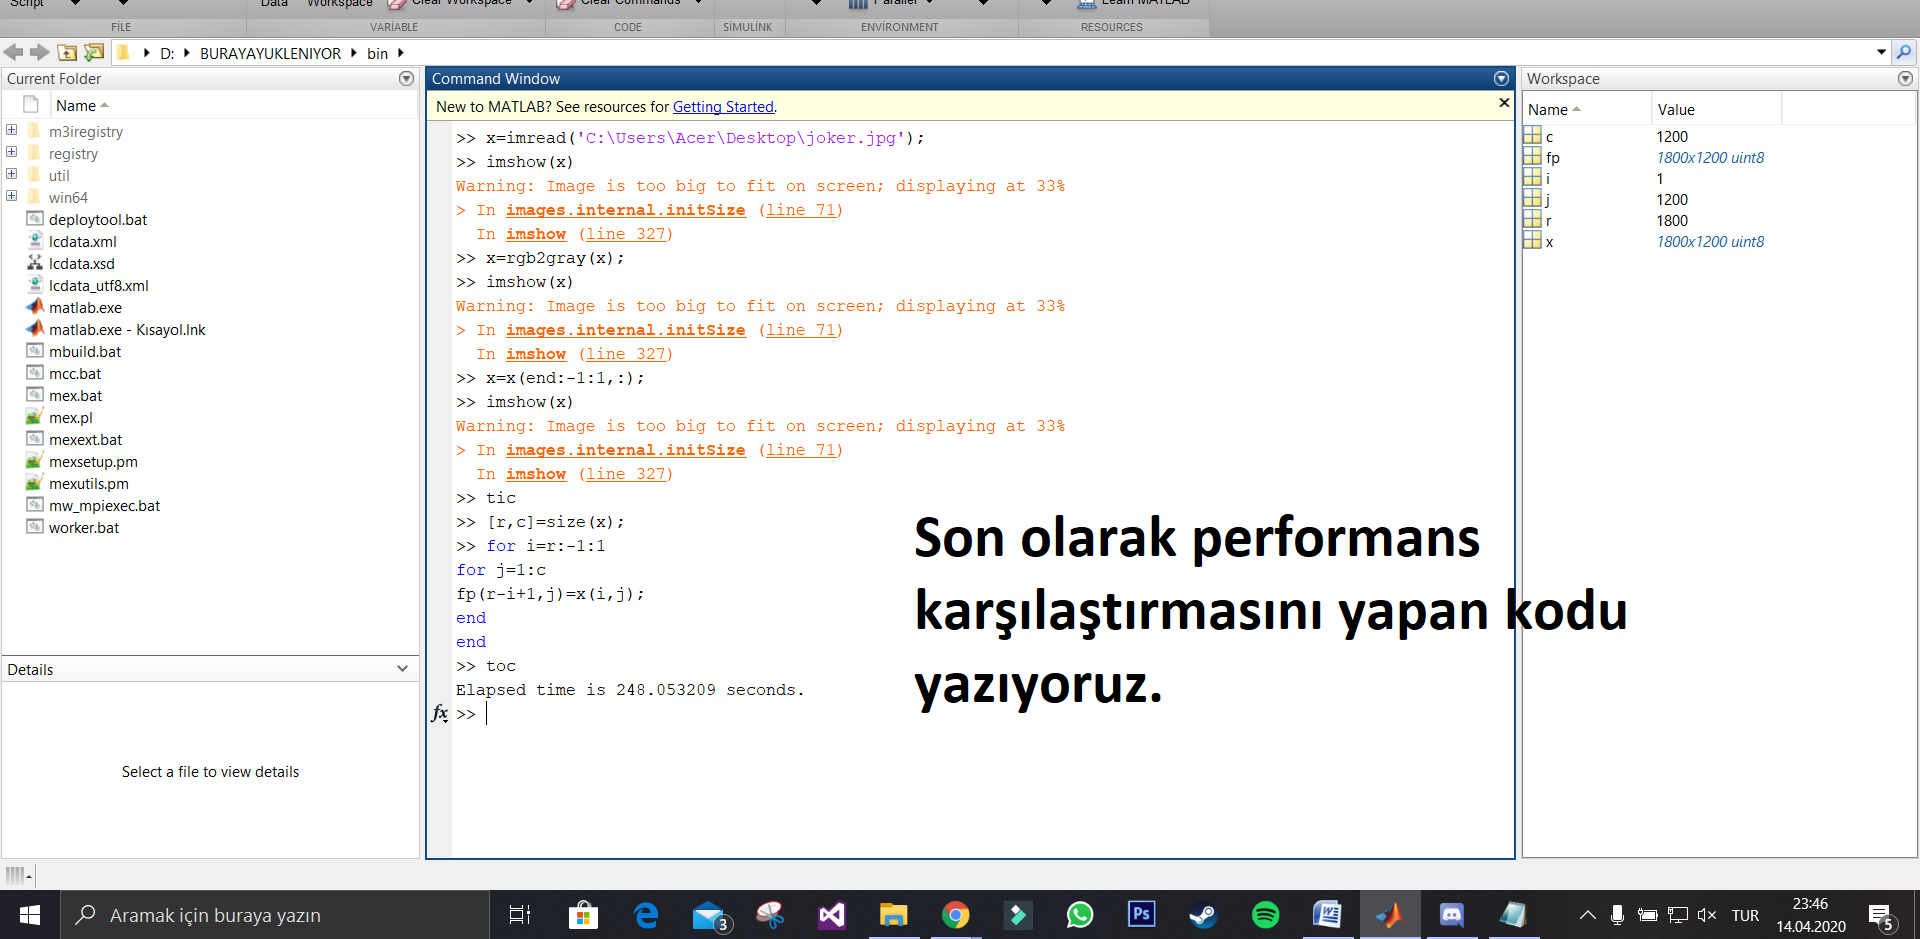 Script
Data
Workspace
Clear Workspace
Clear Commands
Parallel
Learn MATLAB
FILE
VARIABLE
CODE
SİMULİNK
ENVİRONMENT
RESOURCES
D:
BURAYAYUKLENIYOR
bin
Current Folder
Name
m3iregistry
registry
util
win64
deploytool.bat
lcdata.xml
lcdata.xsd
lcdata_utf8.xml
matlab.exe
matlab.exe - Kısayol.lnk
mbuild.bat
mcc.bat
mex.bat
mex.pl
mexext.bat
mexsetup.pm
mexutils.pm
mw_mpiexec.bat
worker.bat
Details
Select a file to view details
Command Window
New to MATLAB? See resources for Getting Started.
>> x=imread('C:\Users\Acer\Desktop\joker.jpg');
>> imshow(x)
Warning: Image is too big to fit on screen; displaying at 33%
> In images.internal.initSize (line 71)
In imshow (line 327)
>> x=rgb2gray(x);
>> imshow(x)
Warning: Image is too big to fit on screen; displaying at 33%
> In images.internal.initSize (line 71)
In imshow (line 327)
>> x=x(end:-1:1,:);
>> imshow(x)
Warning: Image is too big to fit on screen; displaying at 33%
> In images.internal.initSize (line 71)
In imshow (line 327)
>> tic
>> [r,c]=size(x);
>> for i=r:-1:1
for j=1:c
fp(r-i+1,j)=x(i,j);
end
end
>> toc
Elapsed time is 248.053209 seconds.
fx >>
Son olarak performans
karşılaştırmasını yapan kodu
yazıyoruz.
Workspace
Name Value
c 1200
fp 1800x1200 uint8
i 1
j 1200
r 1800
x 1800x1200 uint8
Aramak için buraya yazın
3
Ps
TUR
23:46
14.04.2020
5